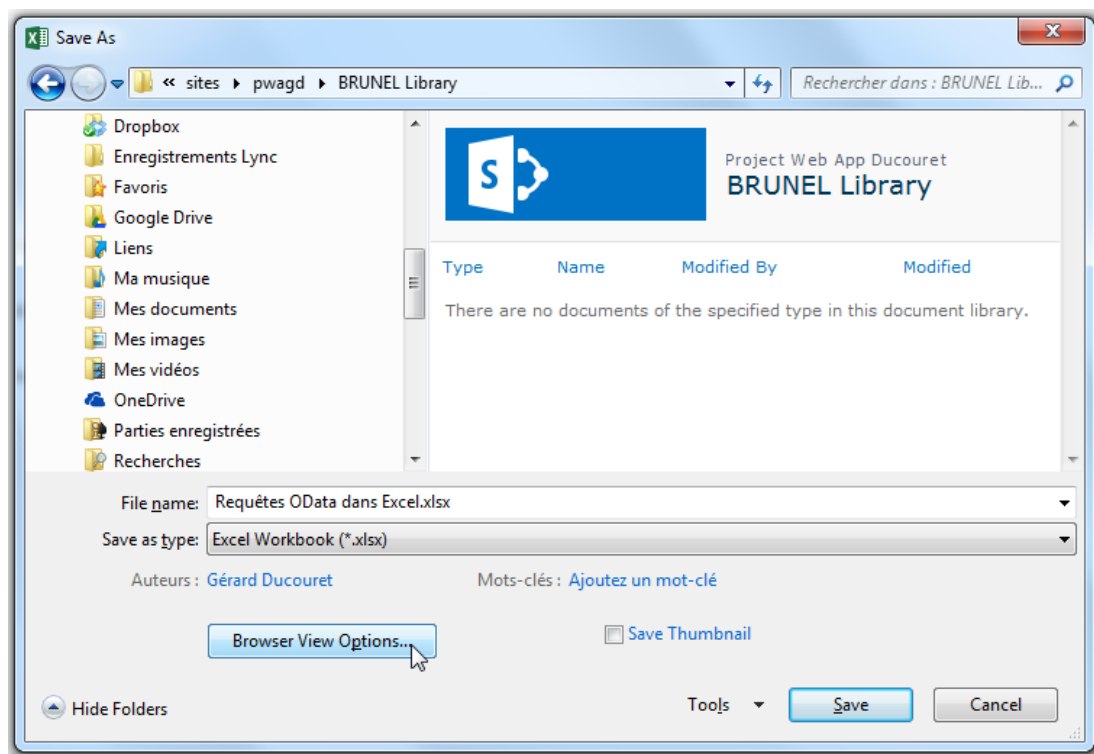 Save As
« sites pwagd BRUNEL Library
Rechercher dans : BRUNEL Lib...
Dropbox
Enregistrements Lync
Favoris
Google Drive
Liens
Ma musique
Mes documents
Mes images
Mes vidéos
OneDrive
Parties enregistrées
Recherches
S
Project Web App Ducouret
BRUNEL Library
Type Name Modified By Modified
There are no documents of the specified type in this document library.
File name: Requêtes OData dans Excel.xlsx
Save as type: Excel Workbook (*.xlsx)
Auteurs : Gérard Ducouret Mots-clés : Ajoutez un mot-clé
Browser View Options... Save Thumbnail
Hide Folders Tools Save Cancel